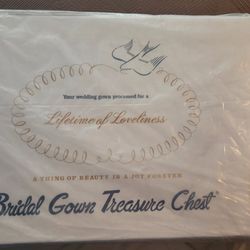 Your wedding gown processed for a
Lifetime of Loveliness
A THING OF BEAUTY IS A JOY FOREVER
Bridal Gown Treasure Chest